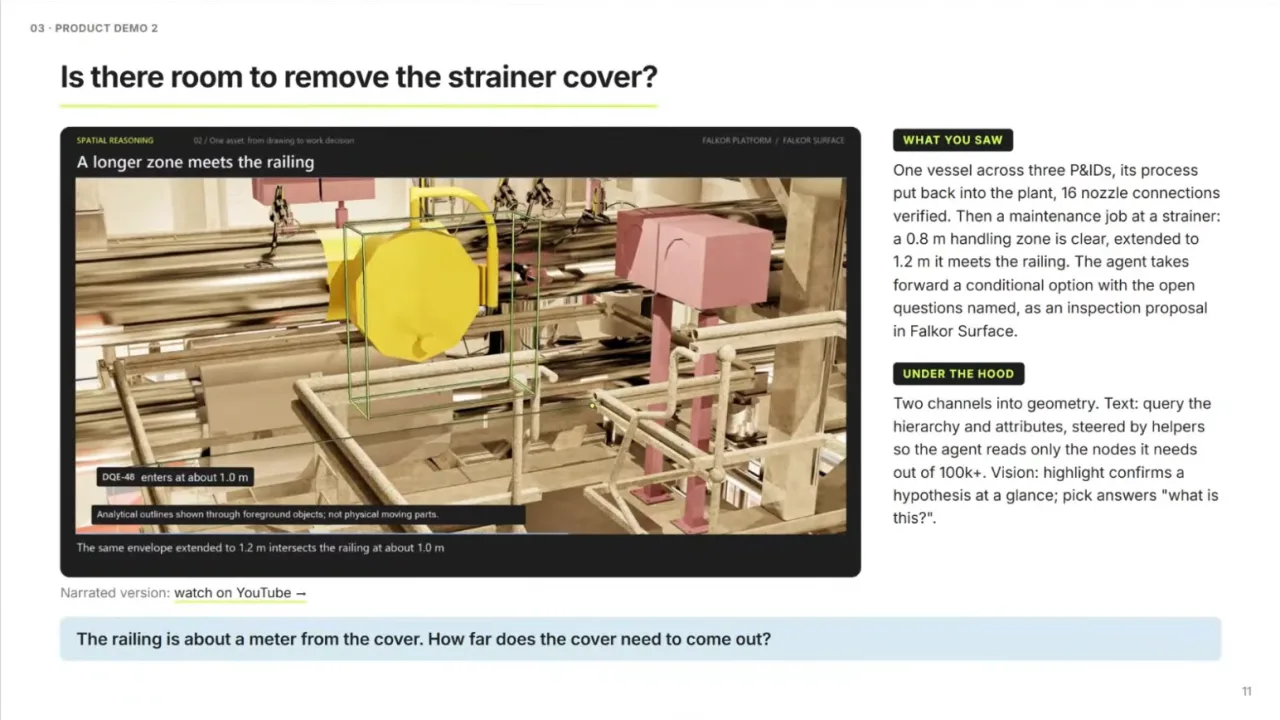 03 · PRODUCT DEMO 2
Is there room to remove the strainer cover?
SPATIAL REASONING
02 / One asset, from drawing to work decision
FALKOR PLATFORM / FALKOR SURFACE
A longer zone meets the railing
DQE-48 enters at about 1.0 m
Analytical outlines shown through foreground objects; not physical moving parts.
The same envelope extended to 1.2 m intersects the railing at about 1.0 m
Narrated version: watch on YouTube →
WHAT YOU SAW
One vessel across three P&IDs, its process
put back into the plant, 16 nozzle connections
verified. Then a maintenance job at a strainer:
a 0.8 m handling zone is clear, extended to
1.2 m it meets the railing. The agent takes
forward a conditional option with the open
questions named, as an inspection proposal
in Falkor Surface.
UNDER THE HOOD
Two channels into geometry. Text: query the
hierarchy and attributes, steered by helpers
so the agent reads only the nodes it needs
out of 100k+. Vision: highlight confirms a
hypothesis at a glance; pick answers "what is
this?".
The railing is about a meter from the cover. How far does the cover need to come out?
11